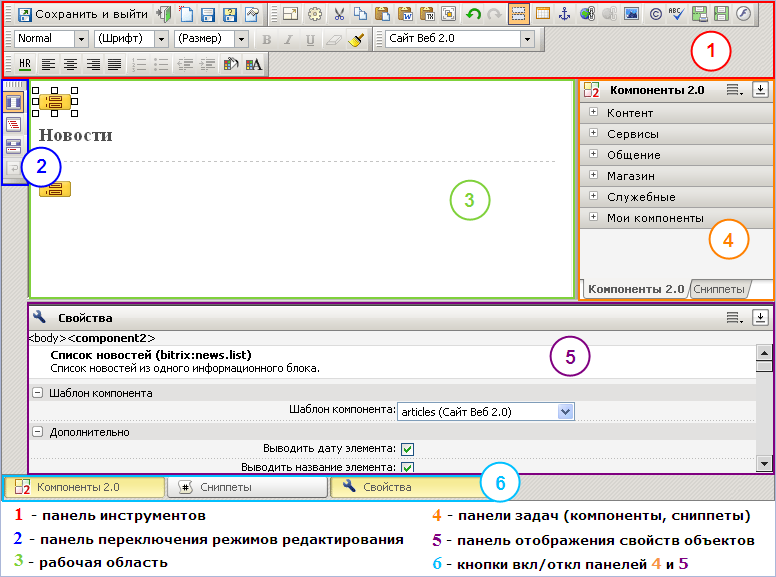 Сохранить и выйти
Normal (Шрифт) (Размер) B I U Сайт Веб 2.0
HR
1
2
Новости
3
Компоненты 2.0
Контент
Сервисы
Общение
Магазин
Служебные
Мои компоненты
4
Компоненты 2.0 Сниппеты
Свойства
<body><component2>
Список новостей (bitrix:news.list)
Список новостей из одного информационного блока.
5
Шаблон компонента
Шаблон компонента: articles (Сайт Веб 2.0)
Дополнительно
Выводить дату элемента:
Выводить название элемента:
Компоненты 2.0 Сниппеты Свойства
6
1 - панель инструментов
2 - панель переключения режимов редактирования
3 - рабочая область
4 - панели задач (компоненты, сниппеты)
5 - панель отображения свойств объектов
6 - кнопки вкл/откл панелей 4 и 5